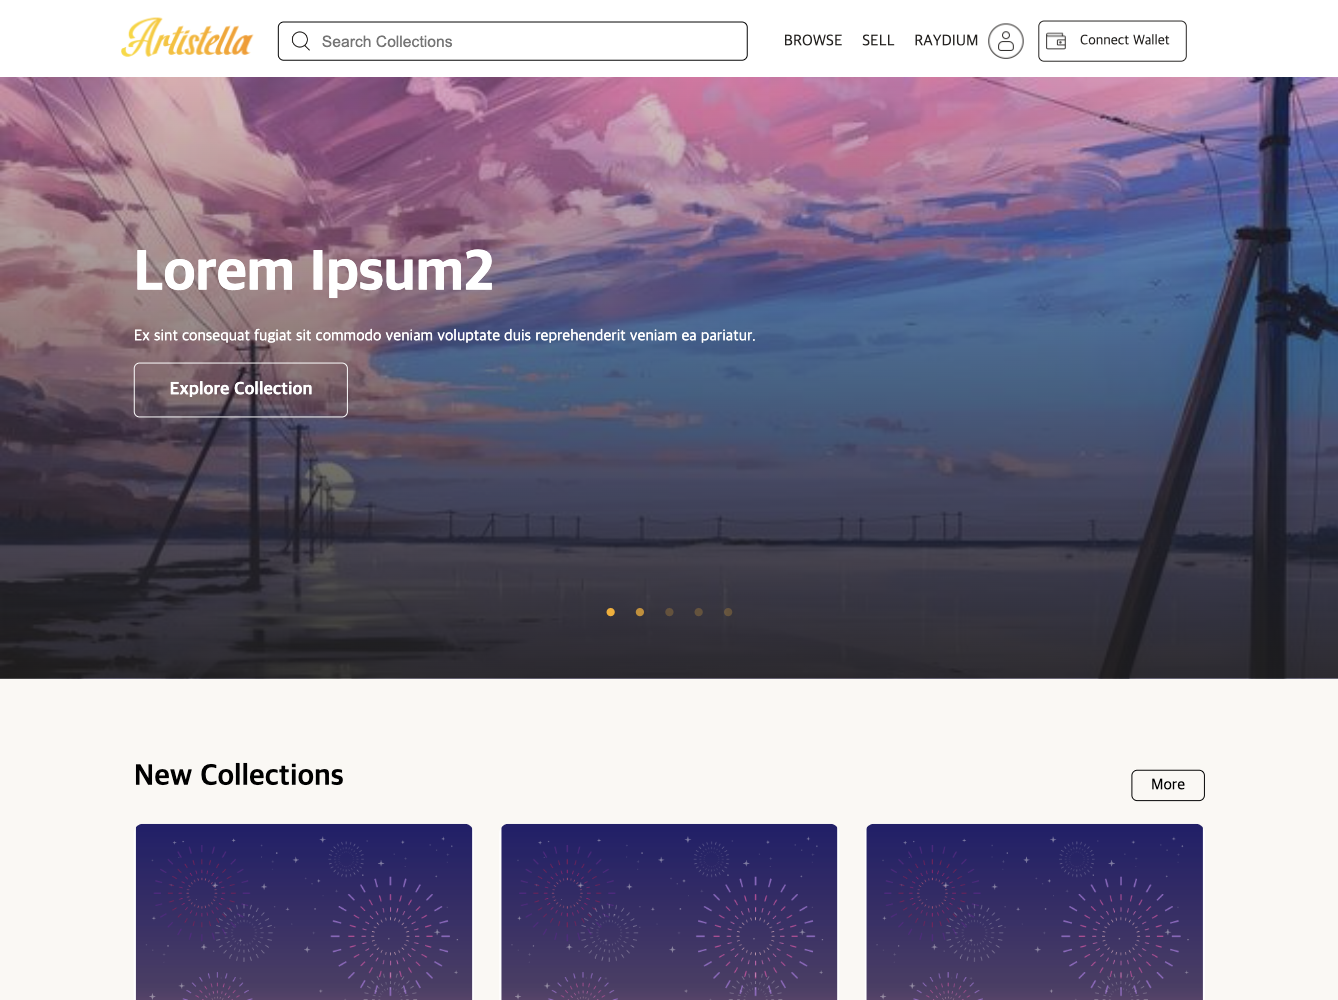 Artistella
Search Collections
BROWSE SELL RAYDIUM
Connect Wallet
Lorem Ipsum2
Ex sint consequat fugiat sit commodo veniam voluptate duis reprehenderit veniam ea pariatur.
Explore Collection
New Collections
More